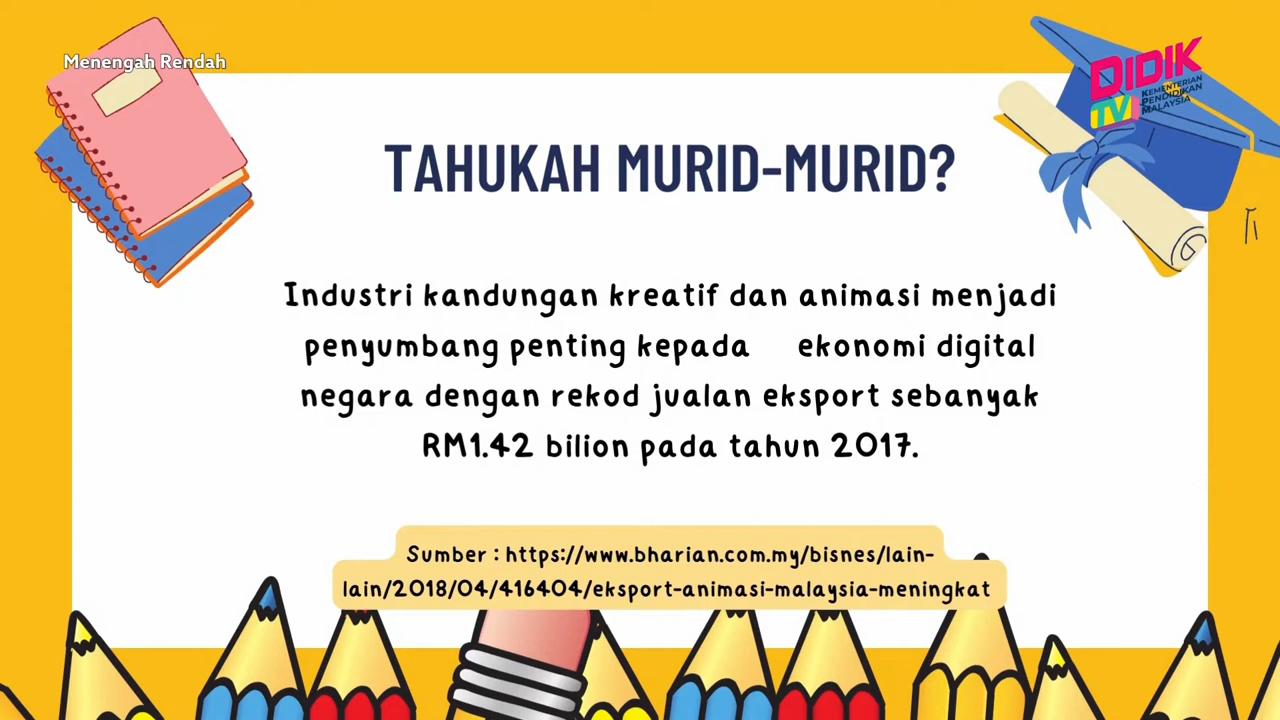 Menengah Rendah
DIDIK
TV
KEMENTERIAN
PENDIDIKAN
MALAYSIA
TAHUKAH MURID-MURID?
Industri kandungan kreatif dan animasi menjadi
penyumbang penting kepada ekonomi digital
negara dengan rekod jualan eksport sebanyak
RM1.42 bilion pada tahun 2017.
Sumber : https://www.bharian.com.my/bisnes/lain-
lain/2018/04/416404/eksport-animasi-malaysia-meningkat